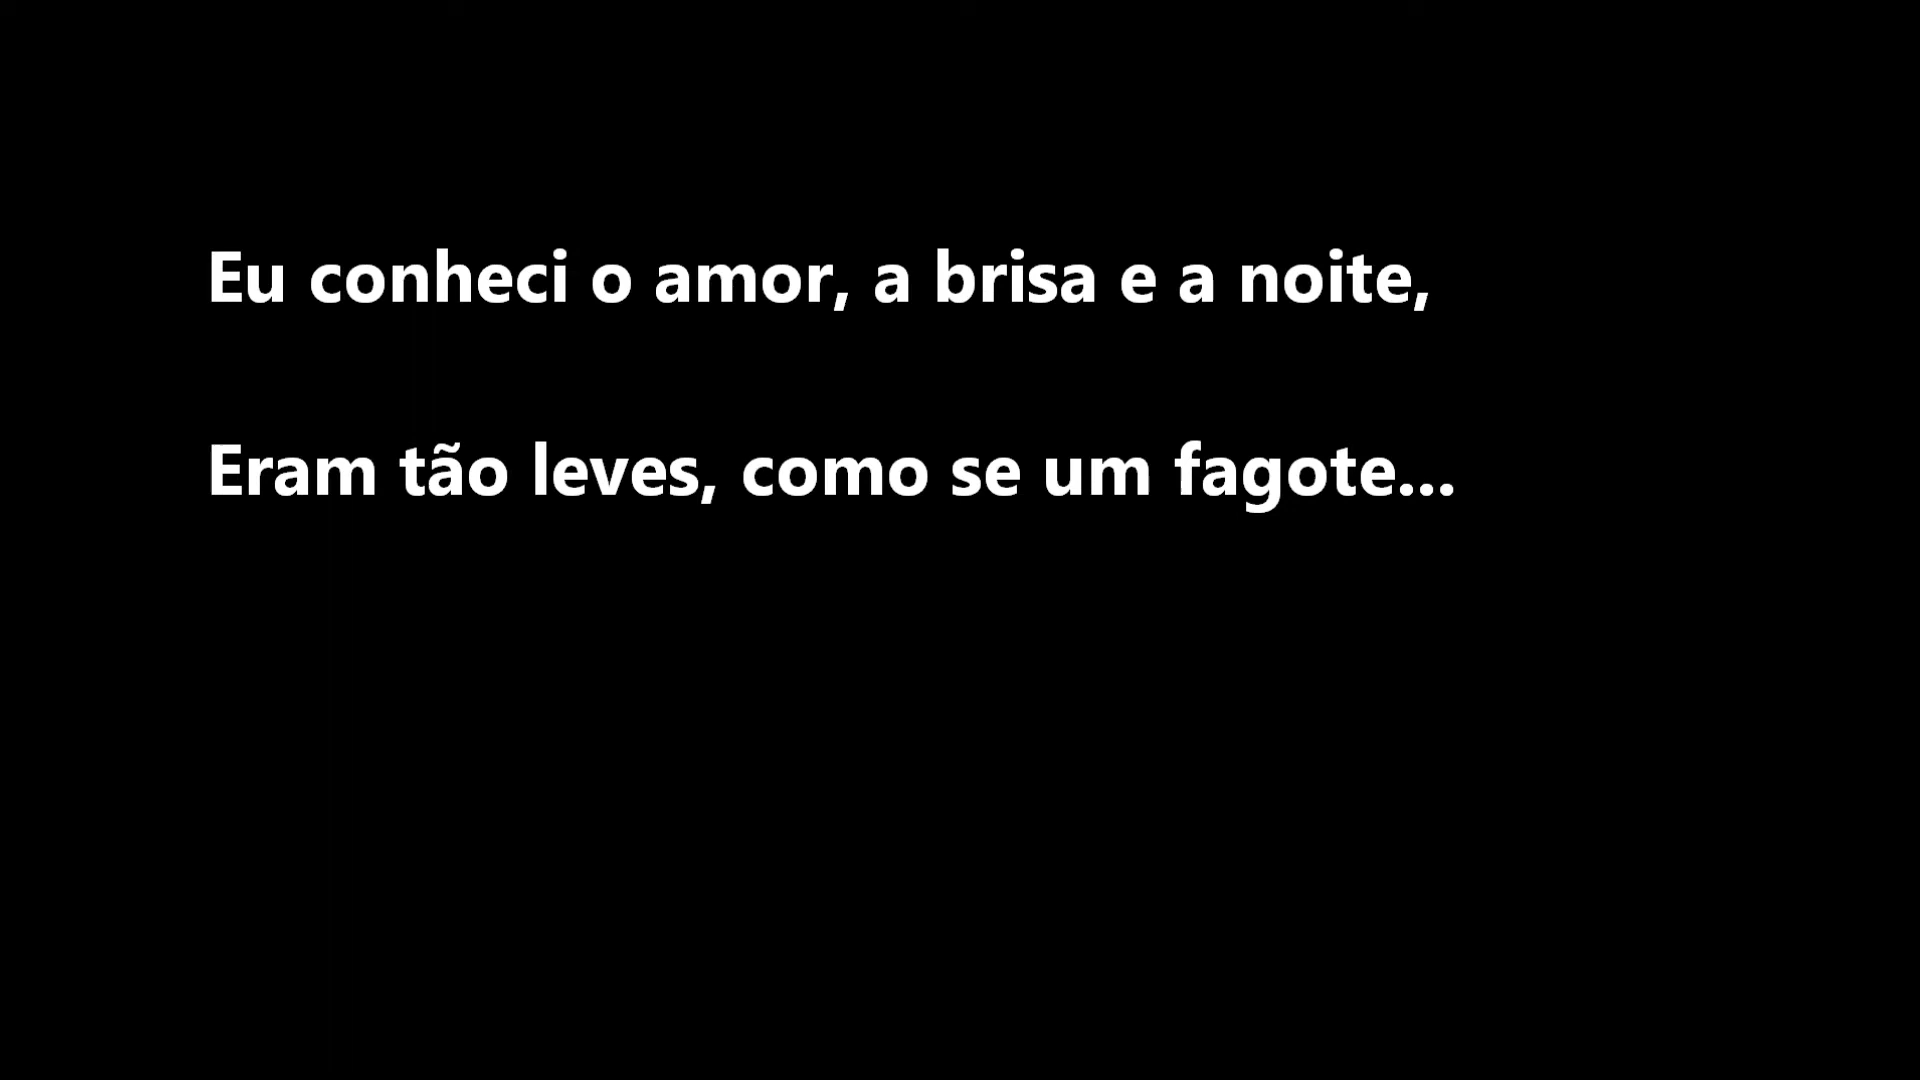 Eu conheci o amor, a brisa e a noite,
Eram tão leves, como se um fagote...